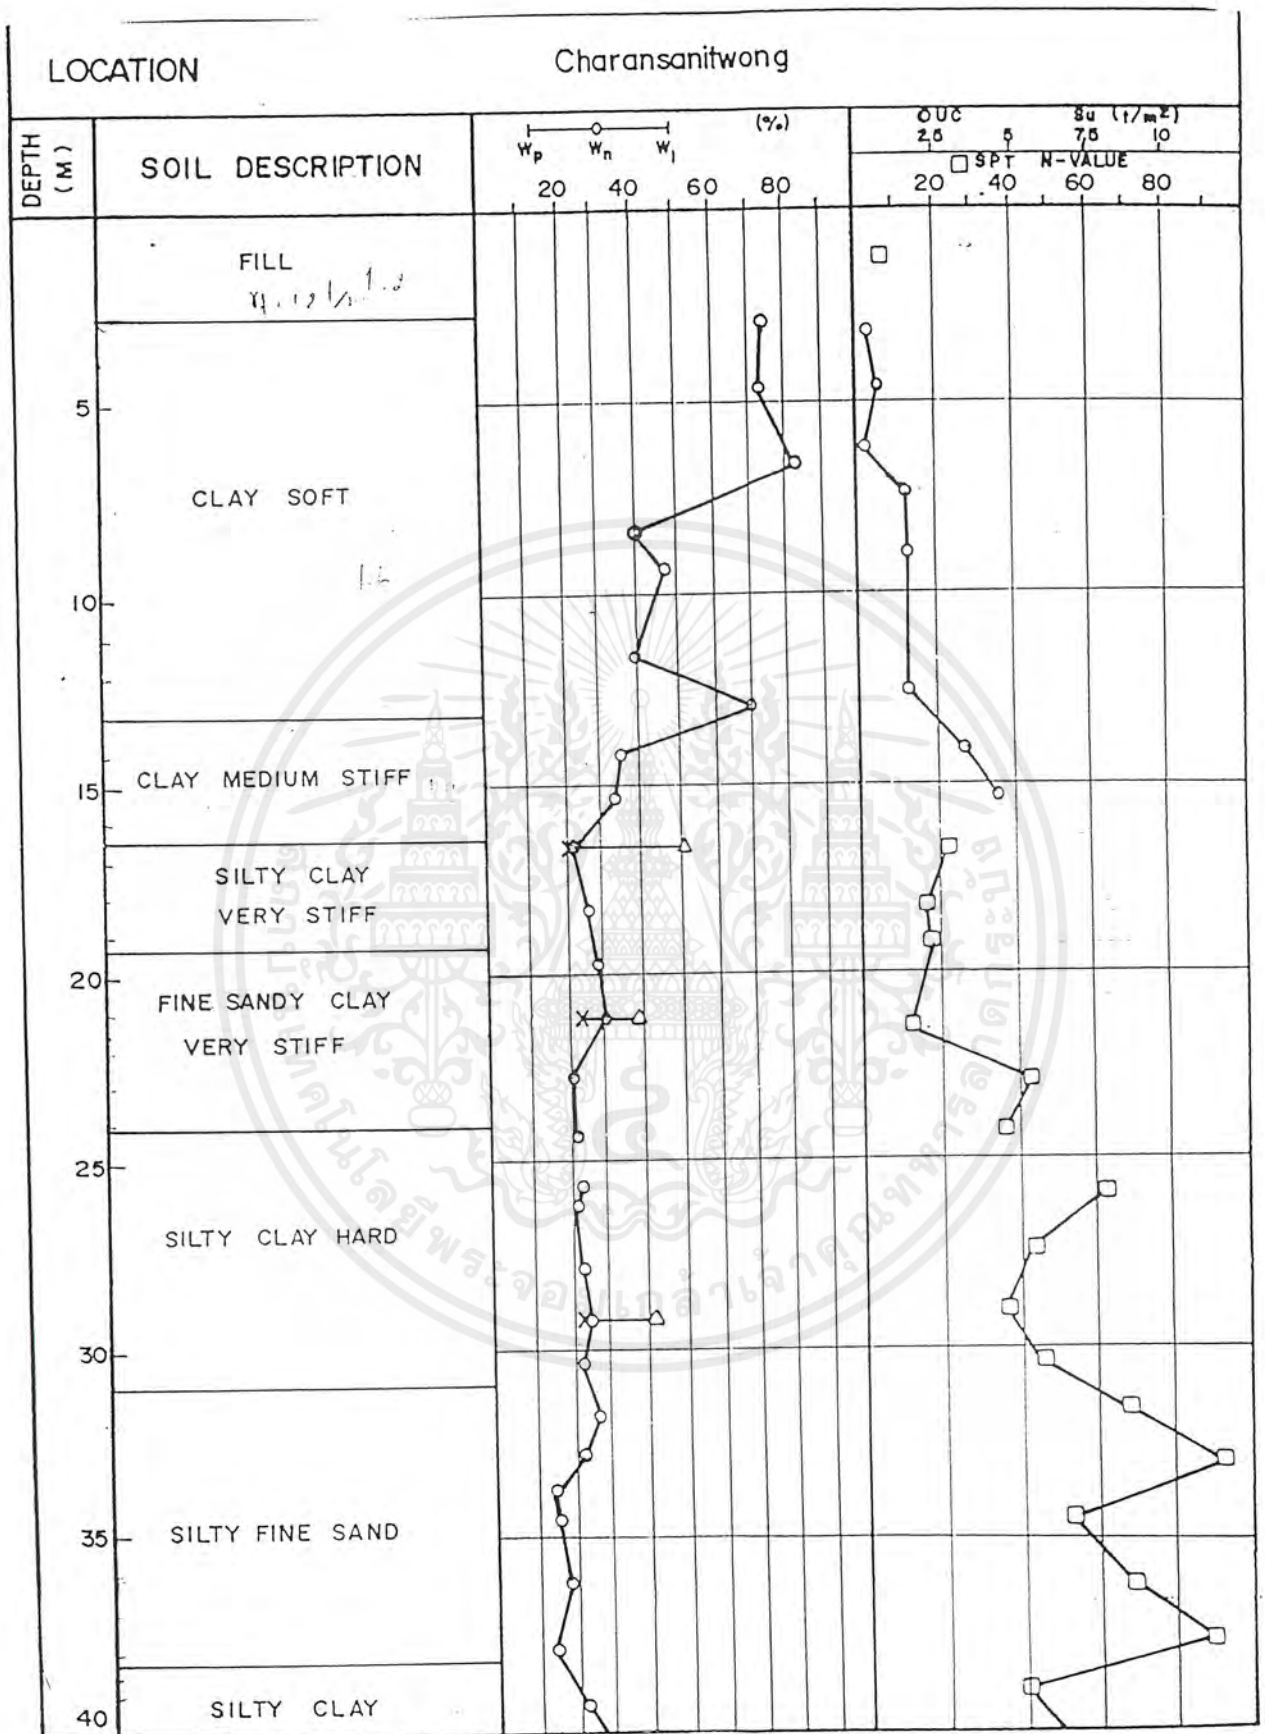 LOCATION
Charansanitwong
DEPTH
(M)
SOIL DESCRIPTION
Wp Wn Wl (%)
20 40 60 80
O UC Su (t/m2)
2.5 5 7.5 10
□ SPT N-VALUE
20 40 60 80
FILL
5
CLAY SOFT
10
CLAY MEDIUM STIFF
15
SILTY CLAY
VERY STIFF
20
FINE SANDY CLAY
VERY STIFF
25
SILTY CLAY HARD
30
SILTY FINE SAND
35
SILTY CLAY
40